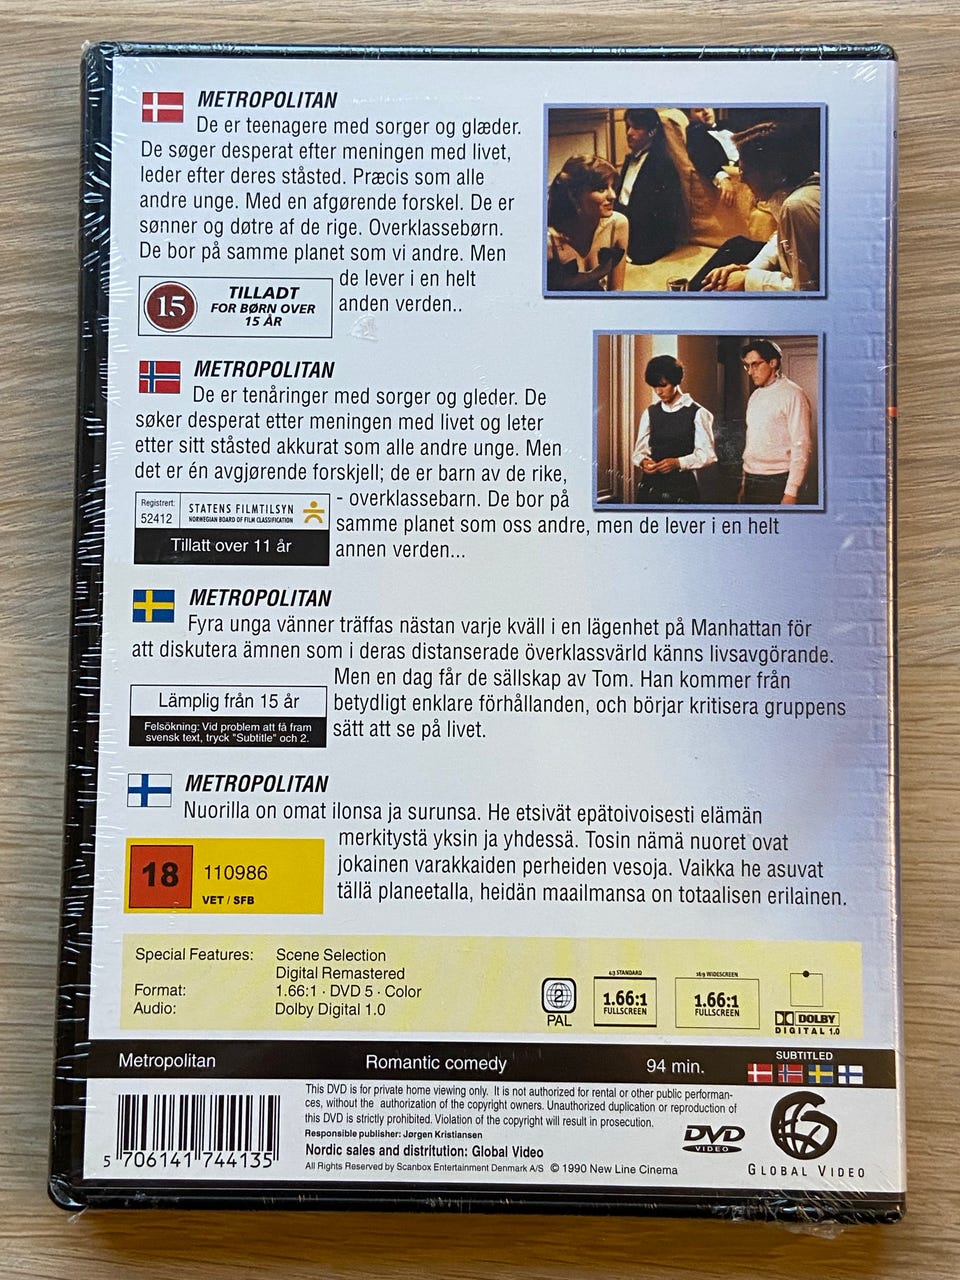 METROPOLITAN
De er teenagere med sorger og glæder.
De søger desperat efter meningen med livet,
leder efter deres ståsted. Præcis som alle
andre unge. Med en afgørende forskel. De er
sønner og døtre af de rige. Overklassebørn.
De bor på samme planet som vi andre. Men
de lever i en helt
anden verden..
15
TILLADT
FOR BØRN OVER
15 ÅR
METROPOLITAN
De er tenåringer med sorger og gleder. De
søker desperat etter meningen med livet og leter
etter sitt ståsted akkurat som alle andre unge. Men
det er én avgjørende forskjell; de er barn av de rike,
- overklassebarn. De bor på
samme planet som oss andre, men de lever i en helt
annen verden...
Registrert:
52412
STATENS FILMTILSYN
NORWEGIAN BOARD OF FILM CLASSIFICATION
Tillatt over 11 år
METROPOLITAN
Fyra unga vänner träffas nästan varje kväll i en lägenhet på Manhattan för
att diskutera ämnen som i deras distanserade överklassvärld känns livsavgörande.
Men en dag får de sällskap av Tom. Han kommer från
betydligt enklare förhållanden, och börjar kritisera gruppens
sätt att se på livet.
Lämplig från 15 år
Felsökning: Vid problem att få fram
svensk text, tryck "Subtitle" och 2.
METROPOLITAN
Nuorilla on omat ilonsa ja surunsa. He etsivät epätoivoisesti elämän
merkitystä yksin ja yhdessä. Tosin nämä nuoret ovat
jokainen varakkaiden perheiden vesoja. Vaikka he asuvat
tällä planeetalla, heidän maailmansa on totaalisen erilainen.
18
110986
VET / SFB
Special Features: Scene Selection
Digital Remastered
Format: 1.66:1 · DVD 5 · Color
Audio: Dolby Digital 1.0
2
PAL
4:3 STANDARD
1.66:1
FULLSCREEN
16:9 WIDESCREEN
1.66:1
FULLSCREEN
DOLBY
DIGITAL 1.0
Metropolitan Romantic comedy 94 min.
SUBTITLED
This DVD is for private home viewing only. It is not authorized for rental or other public performan-
ces, without the authorization of the copyright owners. Unauthorized duplication or reproduction of
this DVD is strictly prohibited. Violation of the copyright will result in prosecution.
Responsible publisher: Jørgen Kristiansen
Nordic sales and distrition: Global Video
All Rights Reserved by Scanbox Entertainment Denmark A/S © 1990 New Line Cinema
5 706141 744135
DVD
VIDEO
GLOBAL VIDEO